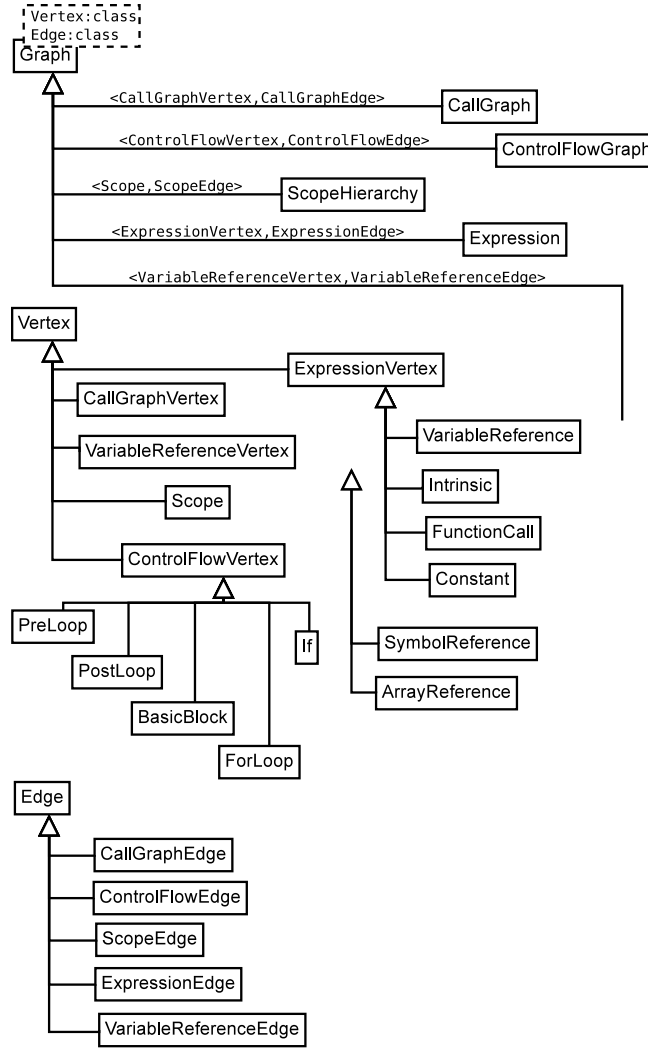 Vertex:class
Edge:class
Graph
<CallGraphVertex,CallGraphEdge>
CallGraph
<ControlFlowVertex,ControlFlowEdge>
ControlFlowGraph
<Scope,ScopeEdge>
ScopeHierarchy
<ExpressionVertex,ExpressionEdge>
Expression
<VariableReferenceVertex,VariableReferenceEdge>
Vertex
ExpressionVertex
CallGraphVertex
VariableReference
VariableReferenceVertex
Intrinsic
Scope
FunctionCall
ControlFlowVertex
Constant
PreLoop
If
SymbolReference
PostLoop
ArrayReference
BasicBlock
ForLoop
Edge
CallGraphEdge
ControlFlowEdge
ScopeEdge
ExpressionEdge
VariableReferenceEdge